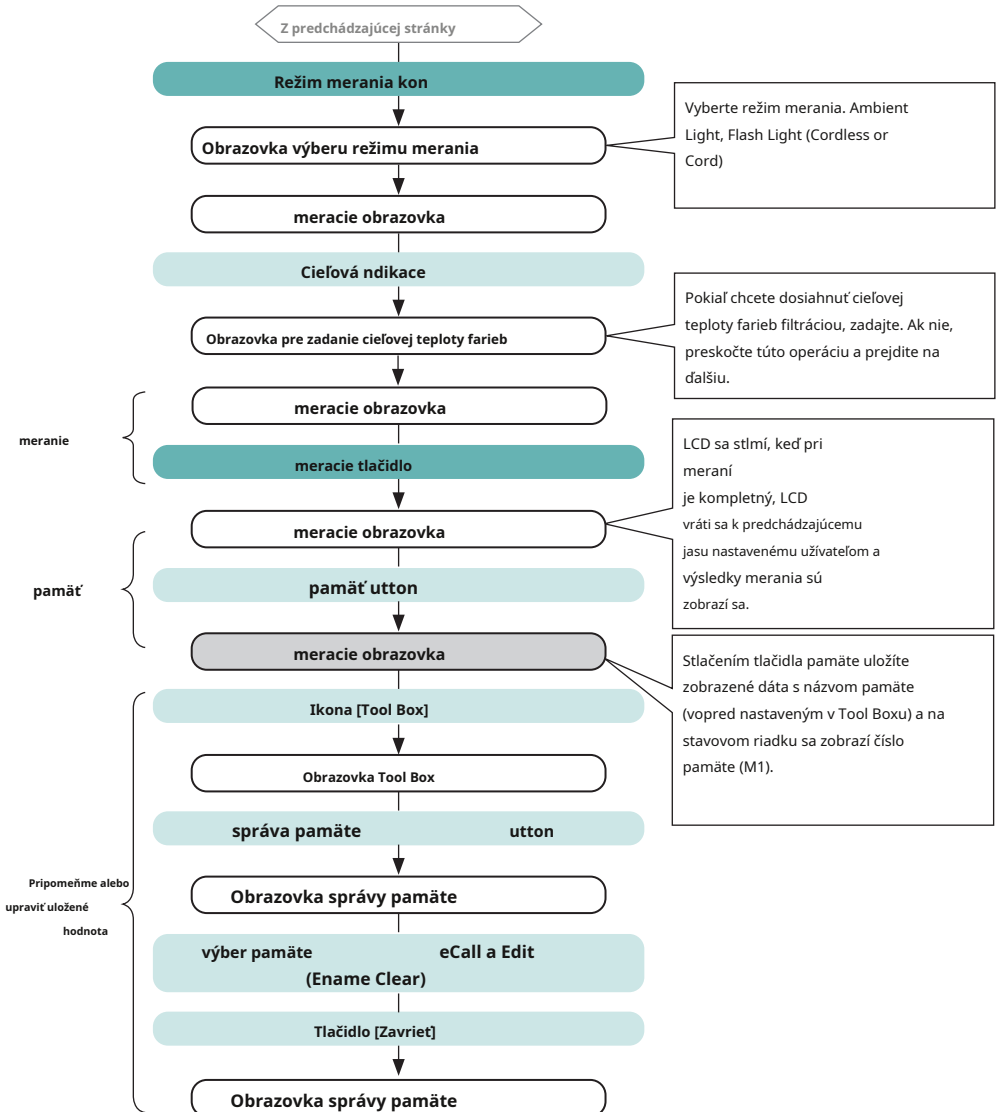 Z predchádzajúcej stránky
Režim merania kon
Obrazovka výberu režimu merania
Vyberte režim merania. Ambient
Light, Flash Light (Cordless or
Cord)
meracie obrazovka
Cieľová ndikace
Obrazovka pre zadanie cieľovej teploty farieb
Pokiaľ chcete dosiahnuť cieľovej
teploty farieb filtráciou, zadajte. Ak nie,
preskočte túto operáciu a prejdite na
ďalšiu.
meracie obrazovka
meranie
meracie tlačidlo
LCD sa stlmí, keď pri
meraní
je kompletný, LCD
vráti sa k predchádzajúcemu
jasu nastavenému užívateľom a
výsledky merania sú
zobrazí sa.
meracie obrazovka
pamäť
pamäť utton
meracie obrazovka
Stlačením tlačidla pamäte uložíte
zobrazené dáta s názvom pamäte
(vopred nastaveným v Tool Boxu) a na
stavovom riadku sa zobrazí číslo
pamäte (M1).
Ikona [Tool Box]
Obrazovka Tool Box
správa pamäte utton
Pripomeňme alebo
upraviť uložené
hodnota
Obrazovka správy pamäte
výber pamäte eCall a Edit
(Ename Clear)
Tlačidlo [Zavrieť]
Obrazovka správy pamäte